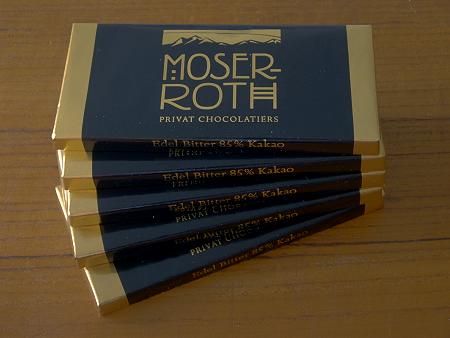 MOSER-
ROTH
PRIVAT CHOCOLATIERS
Edel Bitter 85% Kakao
Edel Bitter 85% Kakao
Edel Bitter 85% Kakao
PRIVAT CHOC
Edel Bitter 85% Kakao